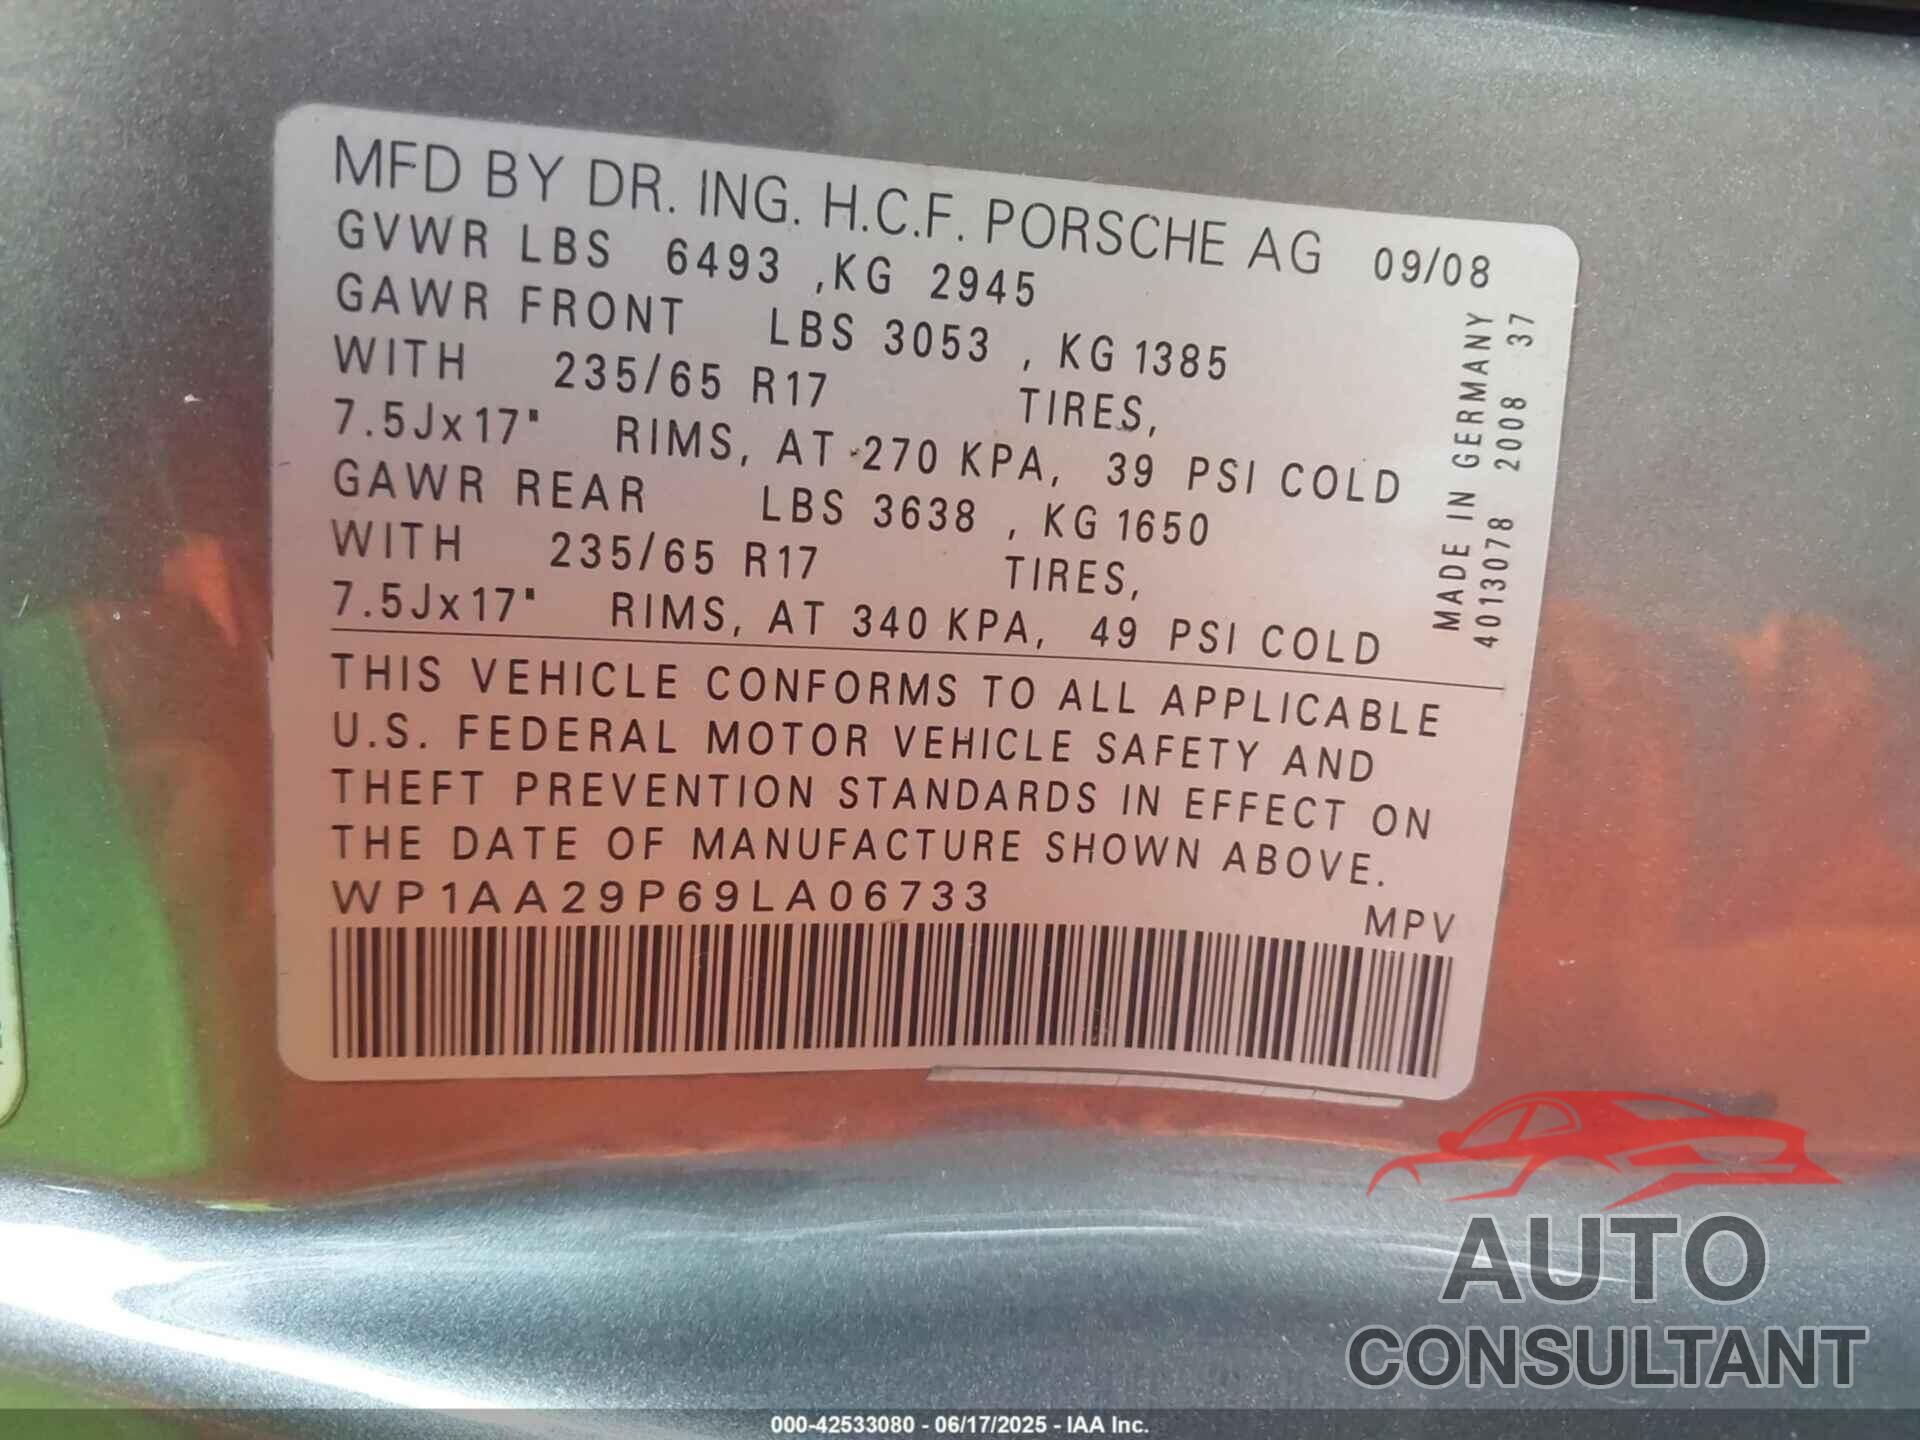 MFD BY DR. ING. H.C.F. PORSCHE AG 09/08
GVWR LBS 6493 ,KG 2945
GAWR FRONT LBS 3053 , KG 1385
WITH 235/65 R17 TIRES,
7.5Jx17" RIMS, AT 270 KPA, 39 PSI COLD
GAWR REAR LBS 3638 , KG 1650
WITH 235/65 R17 TIRES,
7.5Jx17" RIMS, AT 340 KPA, 49 PSI COLD
MADE IN GERMANY
4013078 2008 37
THIS VEHICLE CONFORMS TO ALL APPLICABLE
U.S. FEDERAL MOTOR VEHICLE SAFETY AND
THEFT PREVENTION STANDARDS IN EFFECT ON
THE DATE OF MANUFACTURE SHOWN ABOVE.
WP1AA29P69LA06733 MPV
AUTO
CONSULTANT
000-42533080 - 06/17/2025 - IAA Inc.